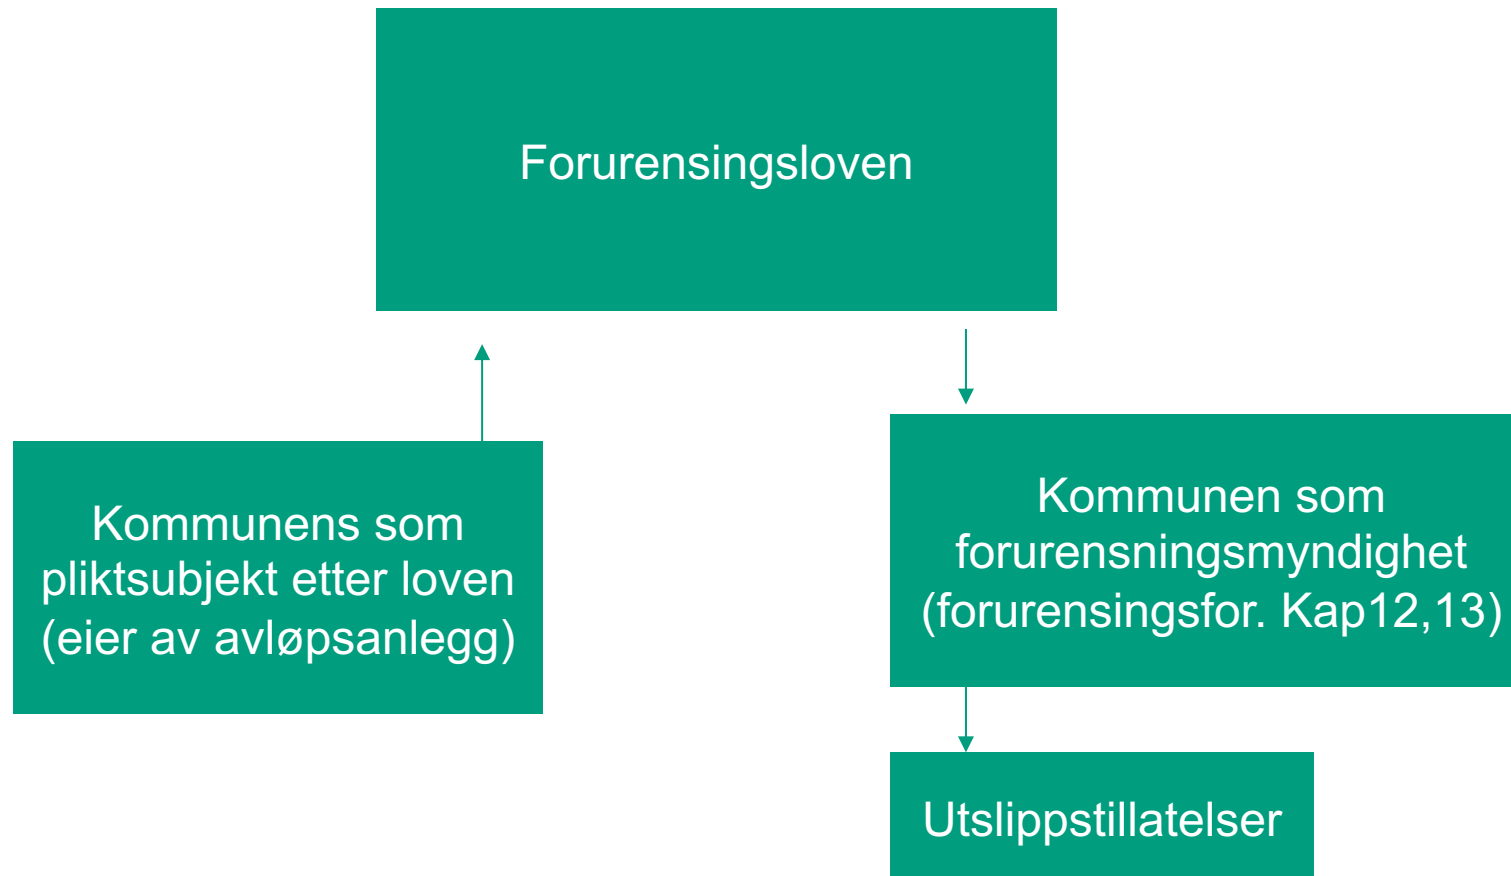 Forurensingsloven
Kommunens som
pliktsubjekt etter loven
(eier av avløpsanlegg)
Kommunen som
forurensningsmyndighet
(forurensingsfor. Kap12,13)
Utslippstillatelser